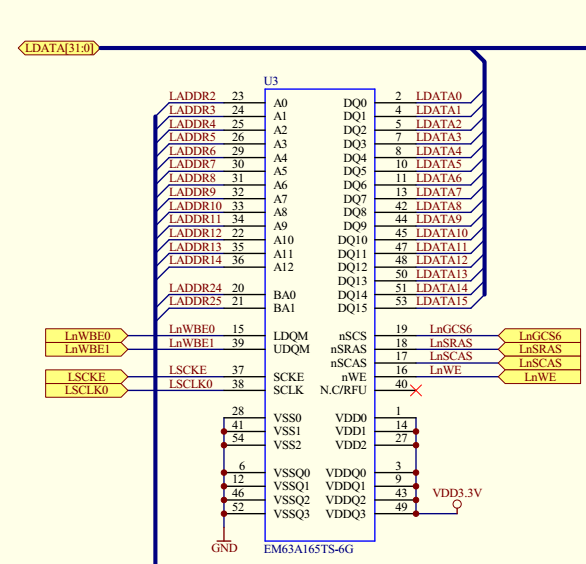 LDATA[31:0]
U3
LADDR2 23 A0 DQ0 2 LDATA0
LADDR3 24 A1 DQ1 4 LDATA1
LADDR4 25 A2 DQ2 5 LDATA2
LADDR5 26 A3 DQ3 7 LDATA3
LADDR6 29 A4 DQ4 8 LDATA4
LADDR7 30 A5 DQ5 10 LDATA5
LADDR8 31 A6 DQ6 11 LDATA6
LADDR9 32 A7 DQ7 13 LDATA7
LADDR10 33 A8 DQ8 42 LDATA8
LADDR11 34 A9 DQ9 44 LDATA9
LADDR12 22 A10 DQ10 45 LDATA10
LADDR13 35 A11 DQ11 47 LDATA11
LADDR14 36 A12 DQ12 48 LDATA12
DQ13 50 LDATA13
LADDR24 20 BA0 DQ14 51 LDATA14
LADDR25 21 BA1 DQ15 53 LDATA15
LnWBE0 LnWBE0 15 LDQM nSCS 19 LnGCS6 LnGCS6
LnWBE1 LnWBE1 39 UDQM nSRAS 18 LnSRAS LnSRAS
nSCAS 17 LnSCAS LnSCAS
LSCKE LSCKE 37 SCKE nWE 16 LnWE LnWE
LSCLK0 LSCLK0 38 SCLK N.C/RFU 40
28 VSS0 VDD0 1
41 VSS1 VDD1 14
54 VSS2 VDD2 27
6 VSSQ0 VDDQ0 3
12 VSSQ1 VDDQ1 9
46 VSSQ2 VDDQ2 43
52 VSSQ3 VDDQ3 49
VDD3.3V
GND
EM63A165TS-6G